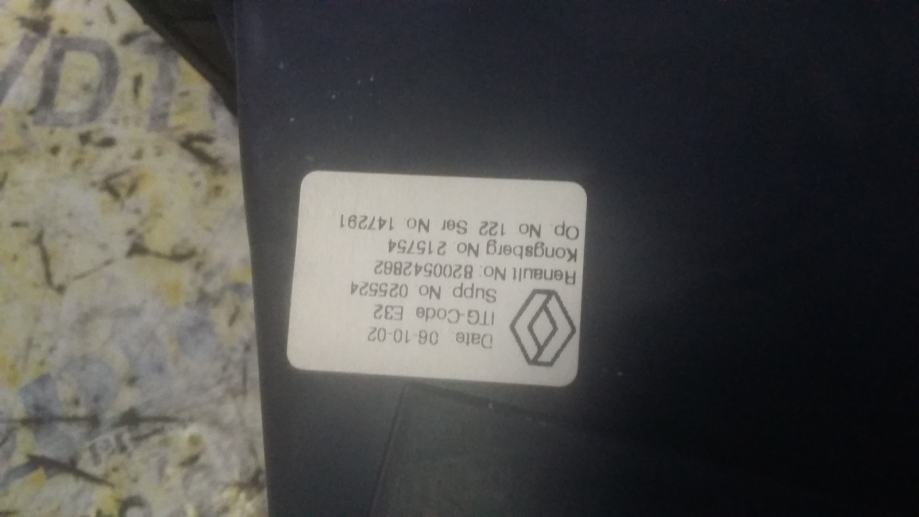 Date: 06-10-02
ITG-Code E32
Supp No. 025524
Renault No: 8200542862
Kongsberg No 215754
Op No 122 Ser No 147291